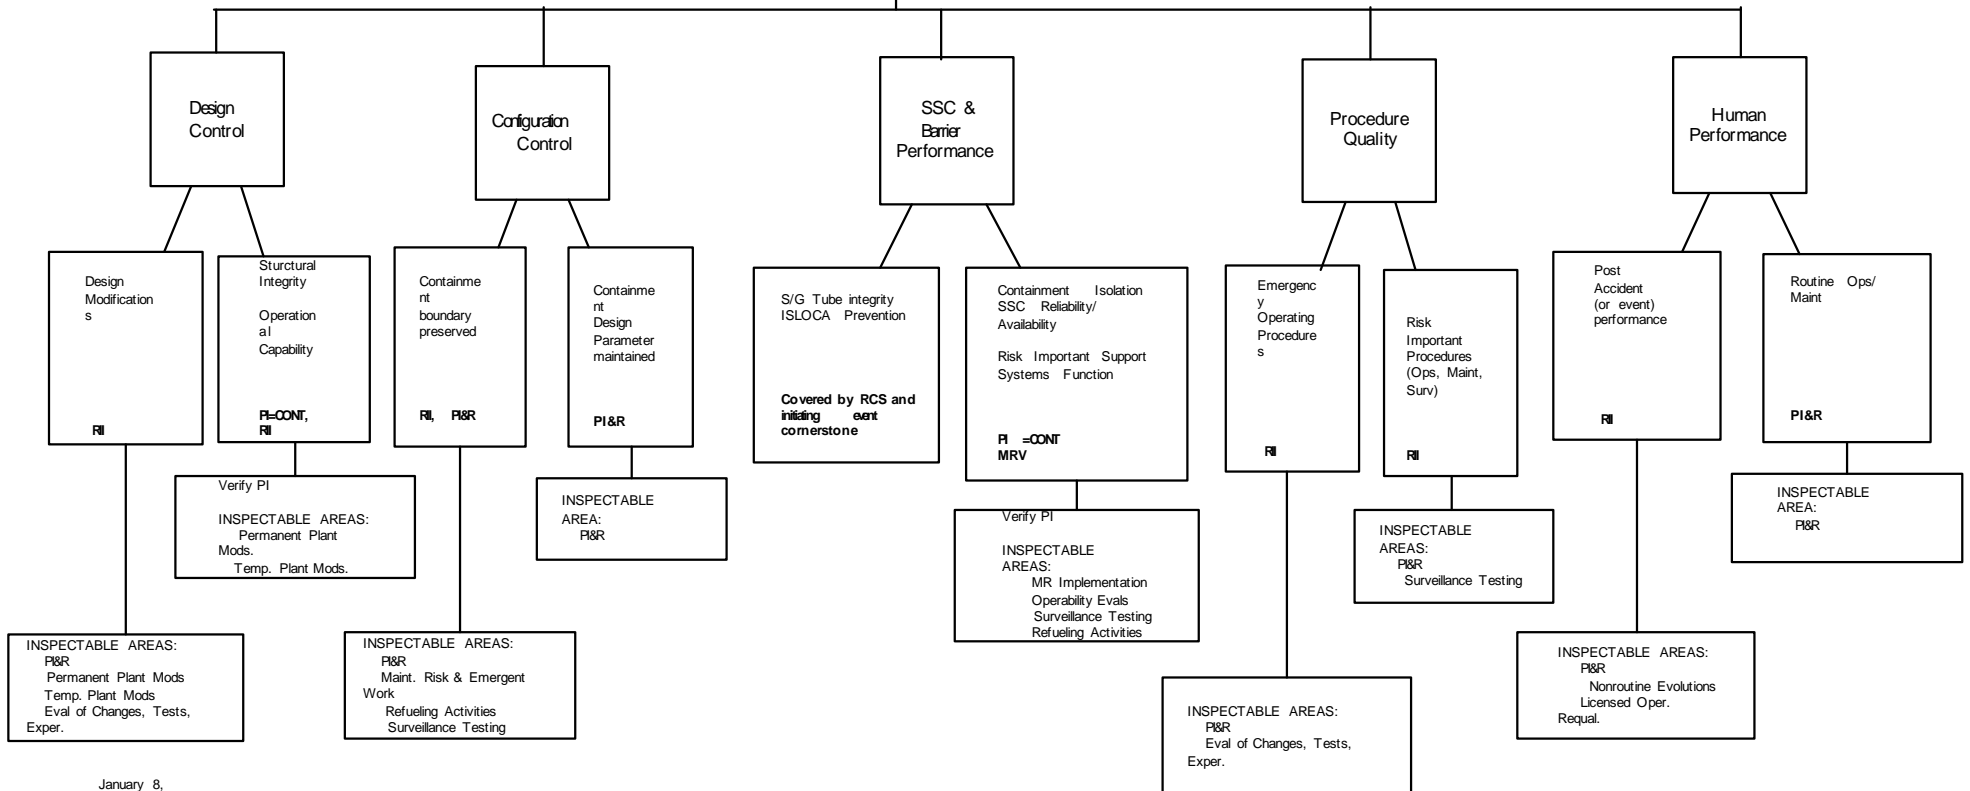 Design
Control
Configuration
Control
SSC &
Barrier
Performance
Procedure
Quality
Human
Performance
Design
Modification
s
RII
Sturctural
Integrity
Operation
al
Capability
PI=CONT,
RII
Containme
nt
boundary
preserved
RII, PI&R
Containme
nt
Design
Parameter
maintained
PI&R
S/G Tube integrity
ISLOCA Prevention
Covered by RCS and
initiating event
cornerstone
Containment Isolation
SSC Reliability/
Availability
Risk Important Support
Systems Function
PI =CONT
MRV
Emergenc
y
Operating
Procedure
s
RII
Risk
Important
Procedures
(Ops, Maint,
Surv)
RII
Post
Accident
(or event)
performance
RII
Routine Ops/
Maint
PI&R
Verify PI
INSPECTABLE AREAS:
Permanent Plant
Mods.
Temp. Plant Mods.
INSPECTABLE
AREA:
PI&R
Verify PI
INSPECTABLE
AREAS:
MR Implementation
Operability Evals
Surveillance Testing
Refueling Activities
INSPECTABLE
AREAS:
PI&R
Surveillance Testing
INSPECTABLE
AREA:
PI&R
INSPECTABLE AREAS:
PI&R
Permanent Plant Mods
Temp. Plant Mods
Eval of Changes, Tests,
Exper.
INSPECTABLE AREAS:
PI&R
Maint. Risk & Emergent
Work
Refueling Activities
Surveillance Testing
INSPECTABLE AREAS:
PI&R
Eval of Changes, Tests,
Exper.
INSPECTABLE AREAS:
PI&R
Nonroutine Evolutions
Licensed Oper.
Requal.
January 8,